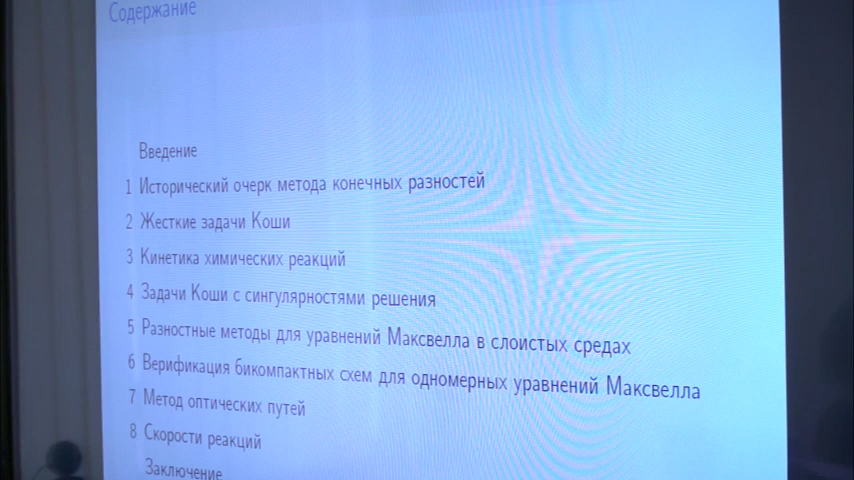 Содержание
Введение
1 Исторический очерк метода конечных разностей
2 Жесткие задачи Коши
3 Кинетика химических реакций
4 Задачи Коши с сингулярностями решения
5 Разностные методы для уравнений Максвелла в слоистых средах
6 Верификация бикомпактных схем для одномерных уравнений Максвелла
7 Метод оптических путей
8 Скорости реакций
Заключение